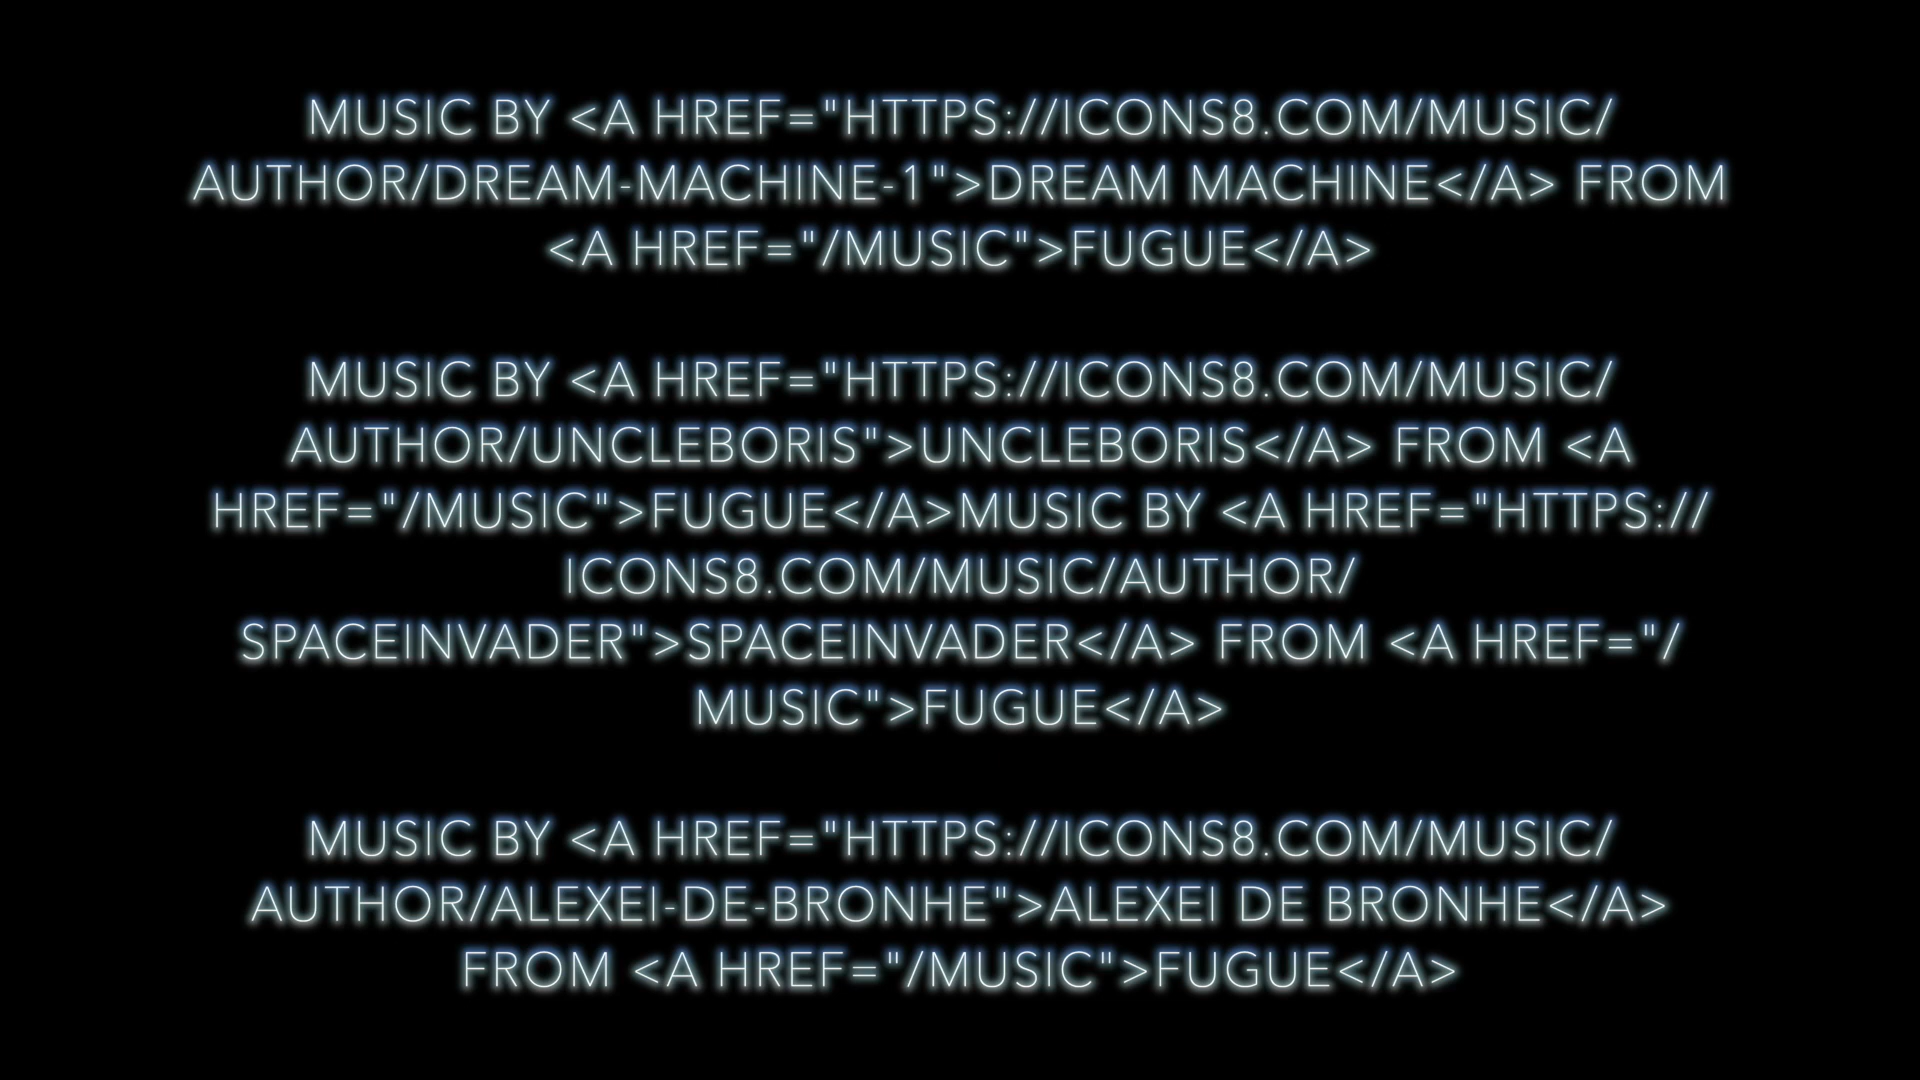 MUSIC BY <A HREF="HTTPS://ICONS8.COM/MUSIC/
AUTHOR/DREAM-MACHINE-1">DREAM MACHINE</A> FROM
<A HREF="/MUSIC">FUGUE</A>
MUSIC BY <A HREF="HTTPS://ICONS8.COM/MUSIC/
AUTHOR/UNCLEBORIS">UNCLEBORIS</A> FROM <A
HREF="/MUSIC">FUGUE</A>MUSIC BY <A HREF="HTTPS://
ICONS8.COM/MUSIC/AUTHOR/
SPACEINVADER">SPACEINVADER</A> FROM <A HREF="/
MUSIC">FUGUE</A>
MUSIC BY <A HREF="HTTPS://ICONS8.COM/MUSIC/
AUTHOR/ALEXEI-DE-BRONHE">ALEXEI DE BRONHE</A>
FROM <A HREF="/MUSIC">FUGUE</A>